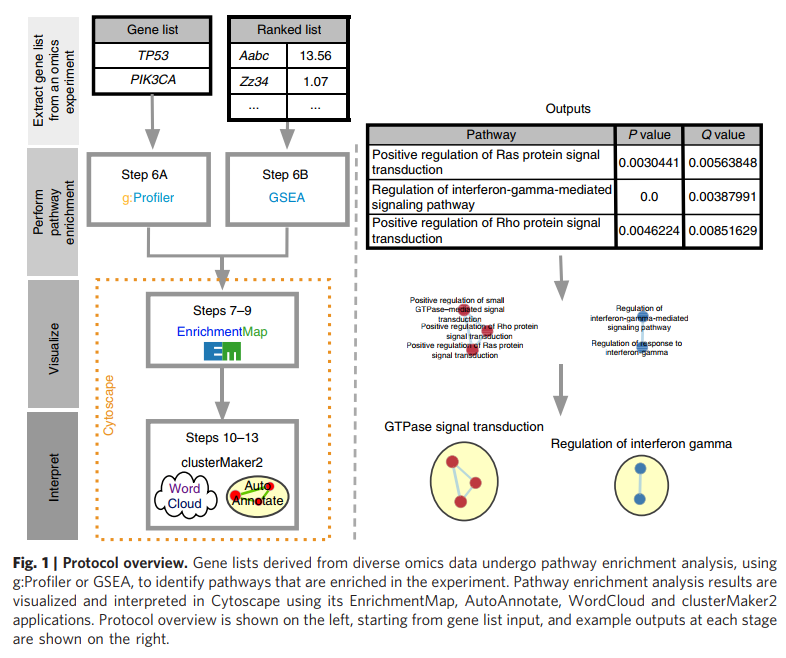 Extract gene list
from an omics
experiment
Gene list
TP53
PIK3CA
Ranked list
Aabc 13.56
Zz34 1.07
... ...
Perform
pathway
enrichment
Step 6A
g:Profiler
Step 6B
GSEA
Visualize
Cytoscape
Steps 7–9
EnrichmentMap
EM
Interpret
Steps 10–13
clusterMaker2
Word
Cloud
Auto
Annotate
Outputs
Pathway P value Q value
Positive regulation of Ras protein signal
transduction 0.0030441 0.00563848
Regulation of interferon-gamma-mediated
signaling pathway 0.0 0.00387991
Positive regulation of Rho protein signal
transduction 0.0046224 0.00851629
Positive regulation of small
GTPase–mediated signal
transduction
Positive regulation of Rho protein
signal transduction
Positive regulation of Ras protein
signal transduction
Regulation of
interferon-gamma-mediated
signaling pathway
Regulation of response to
interferon-gamma
GTPase signal transduction
Regulation of interferon gamma
Fig. 1 | Protocol overview. Gene lists derived from diverse omics data undergo pathway enrichment analysis, using
g:Profiler or GSEA, to identify pathways that are enriched in the experiment. Pathway enrichment analysis results are
visualized and interpreted in Cytoscape using its EnrichmentMap, AutoAnnotate, WordCloud and clusterMaker2
applications. Protocol overview is shown on the left, starting from gene list input, and example outputs at each stage
are shown on the right.